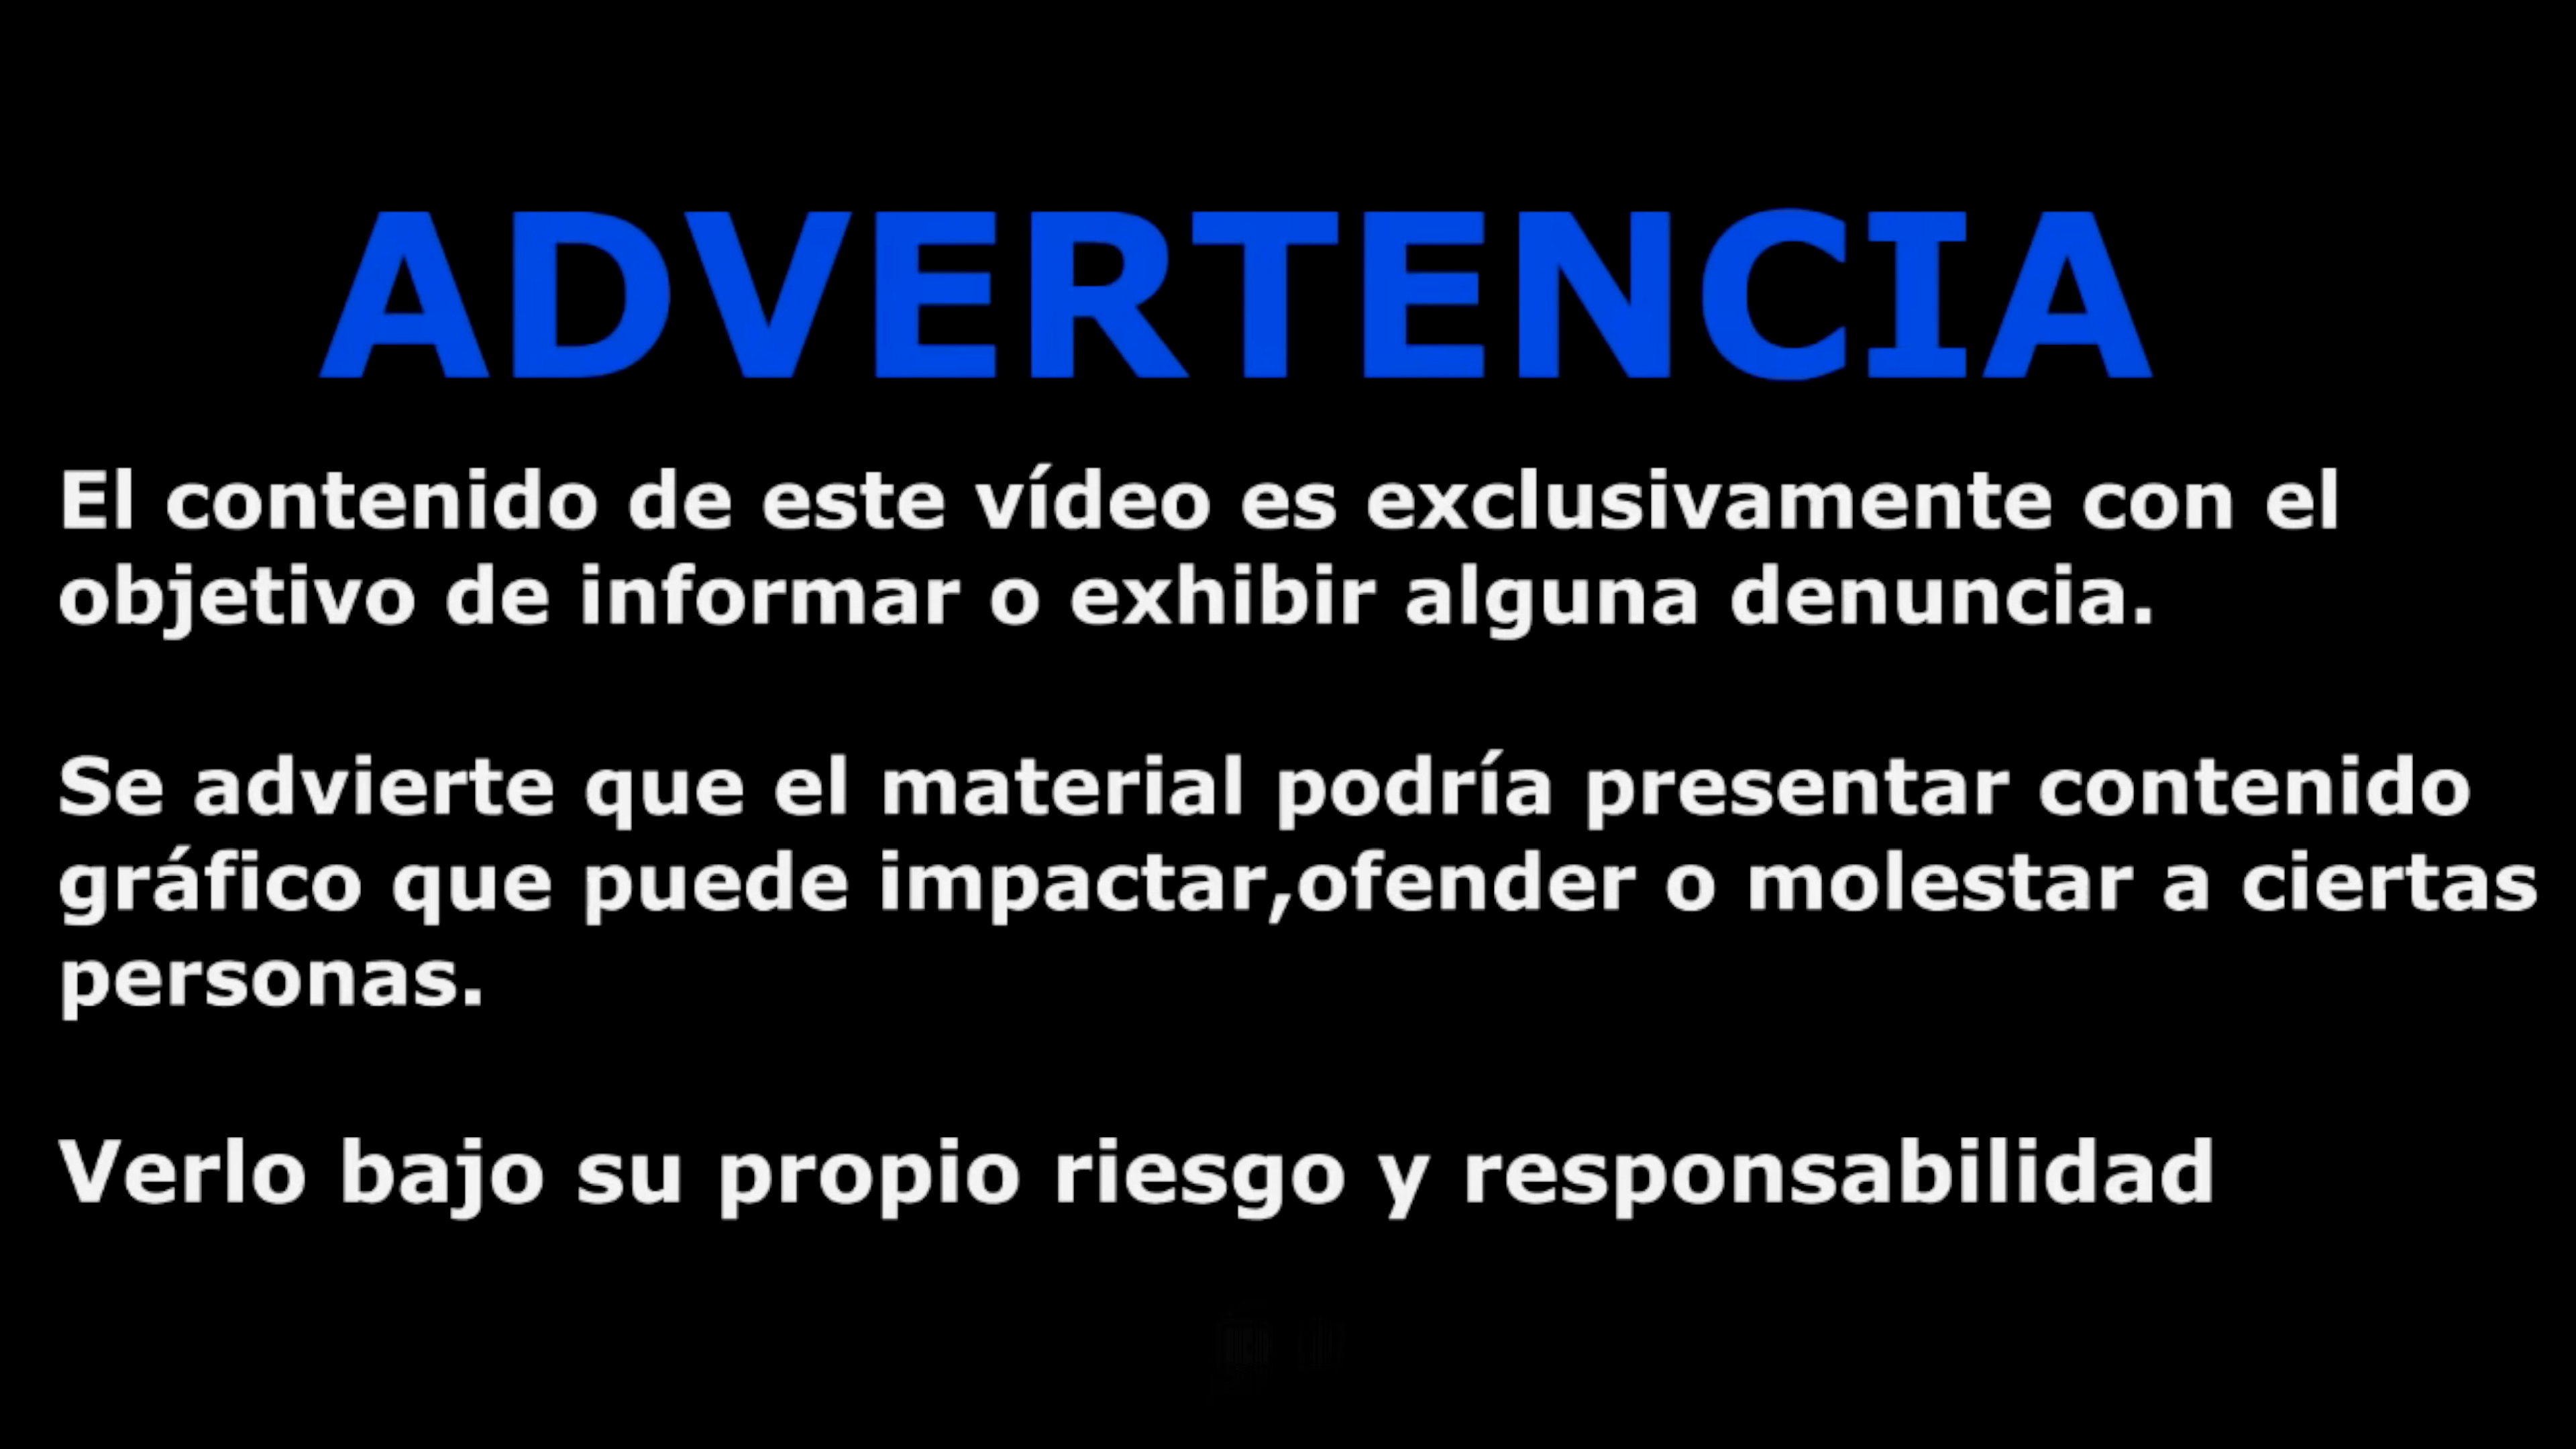 ADVERTENCIA
El contenido de este vídeo es exclusivamente con el
objetivo de informar o exhibir alguna denuncia.
Se advierte que el material podría presentar contenido
gráfico que puede impactar,ofender o molestar a ciertas
personas.
Verlo bajo su propio riesgo y responsabilidad